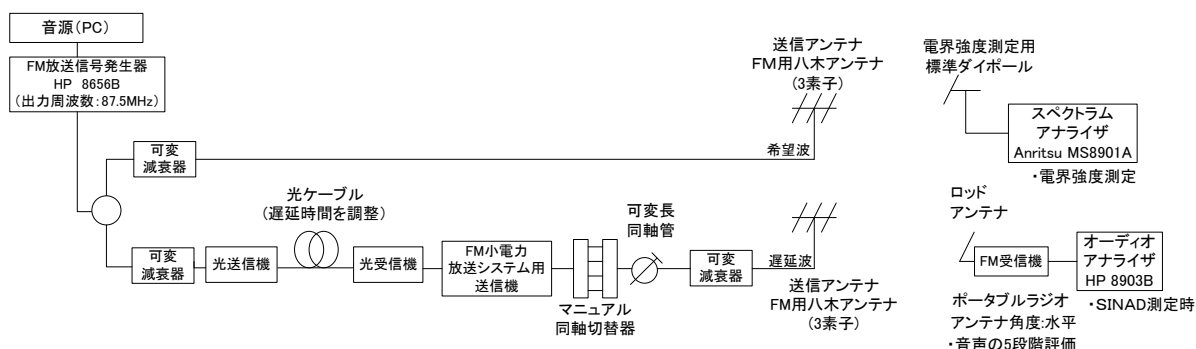 音源(PC)
FM放送信号発生器
HP 8656B
(出力周波数:87.5MHz)
可変
減衰器
希望波
送信アンテナ
FM用八木アンテナ
(3素子)
光ケーブル
(遅延時間を調整)
可変
減衰器
光送信機
光受信機
FM小電力
放送システム用
送信機
マニュアル
同軸切替器
可変長
同軸管
可変
減衰器
遅延波
送信アンテナ
FM用八木アンテナ
(3素子)
電界強度測定用
標準ダイポール
スペクトラム
アナライザ
Anritsu MS8901A
・電界強度測定
ロッド
アンテナ
FM受信機
オーディオ
アナライザ
HP 8903B
・SINAD測定時
ポータブルラジオ
アンテナ角度:水平
・音声の5段階評価